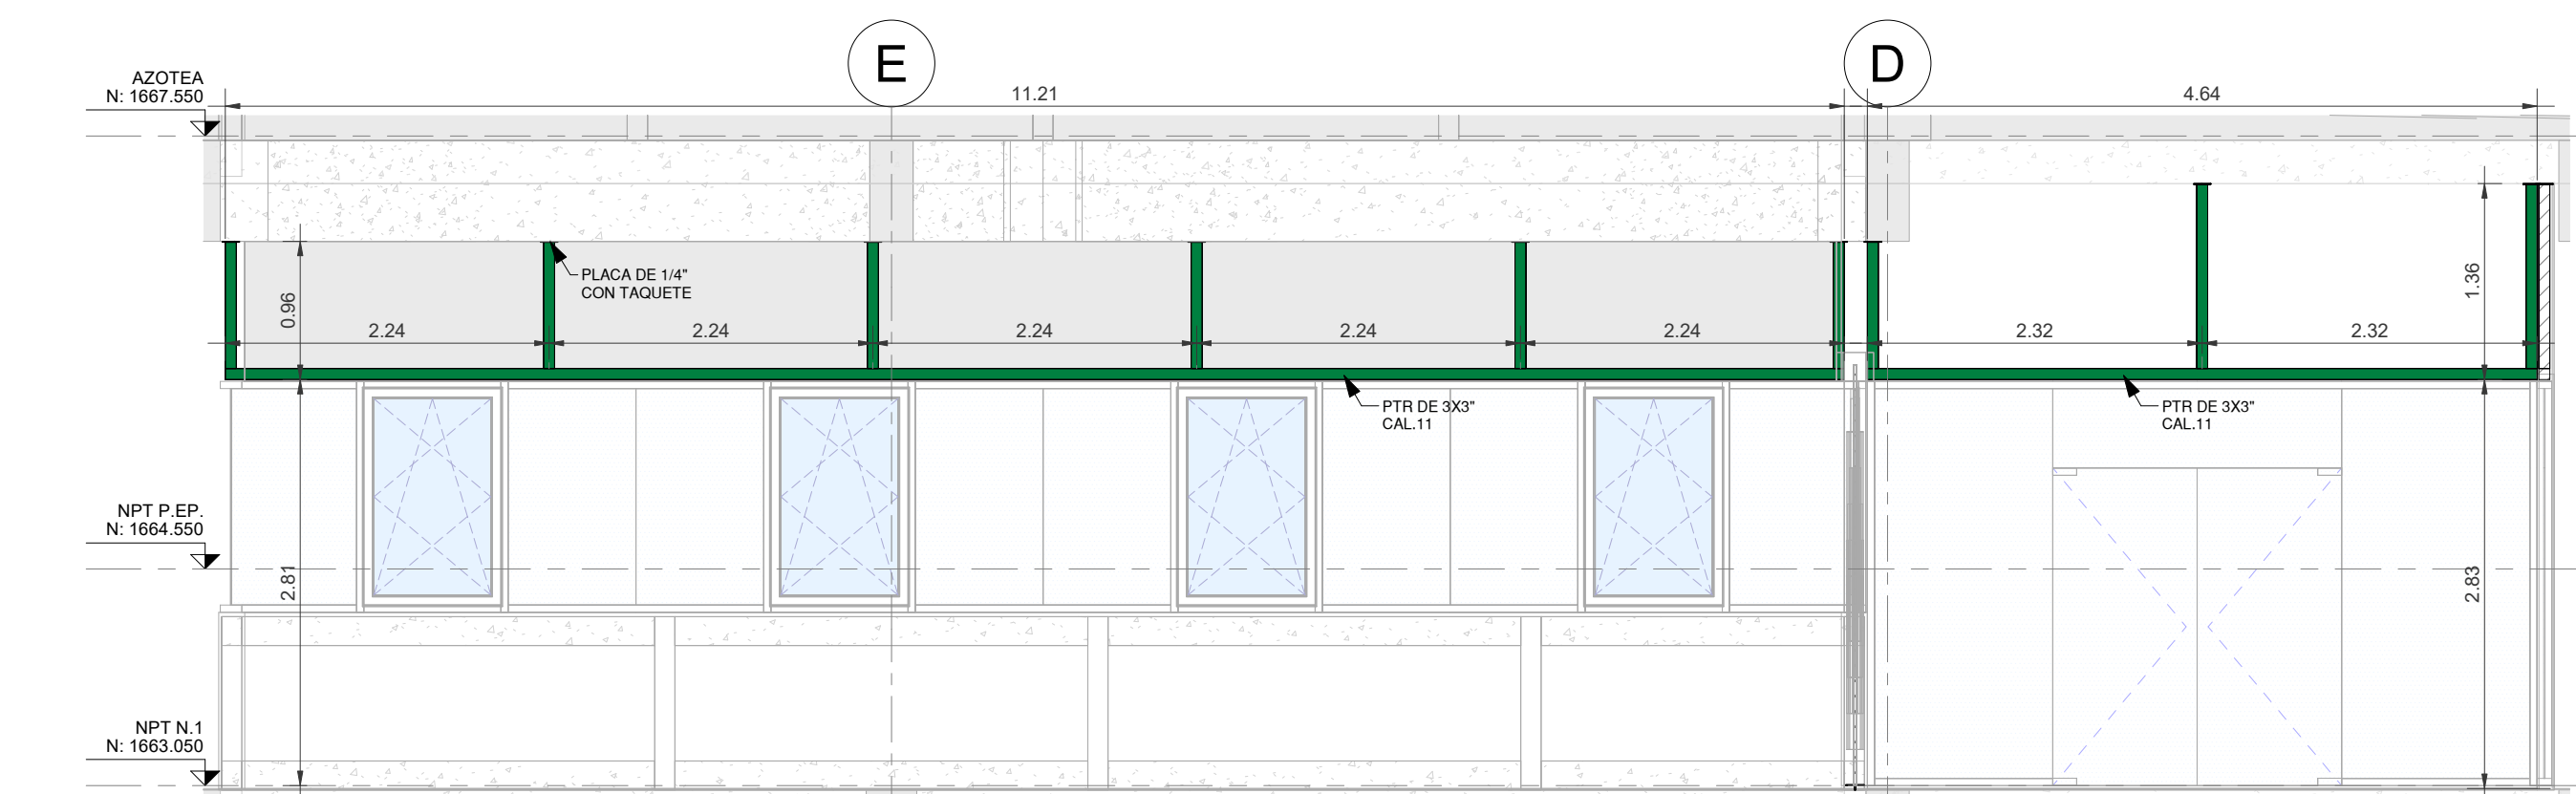 E
D
AZOTEA
N: 1667.550
11.21
4.64
PLACA DE 1/4"
CON TAQUETE
0.96
1.36
2.24
2.24
2.24
2.24
2.24
2.32
2.32
PTR DE 3X3"
CAL.11
PTR DE 3X3"
CAL.11
NPT P.EP.
N: 1664.550
2.81
2.83
NPT N.1
N: 1663.050